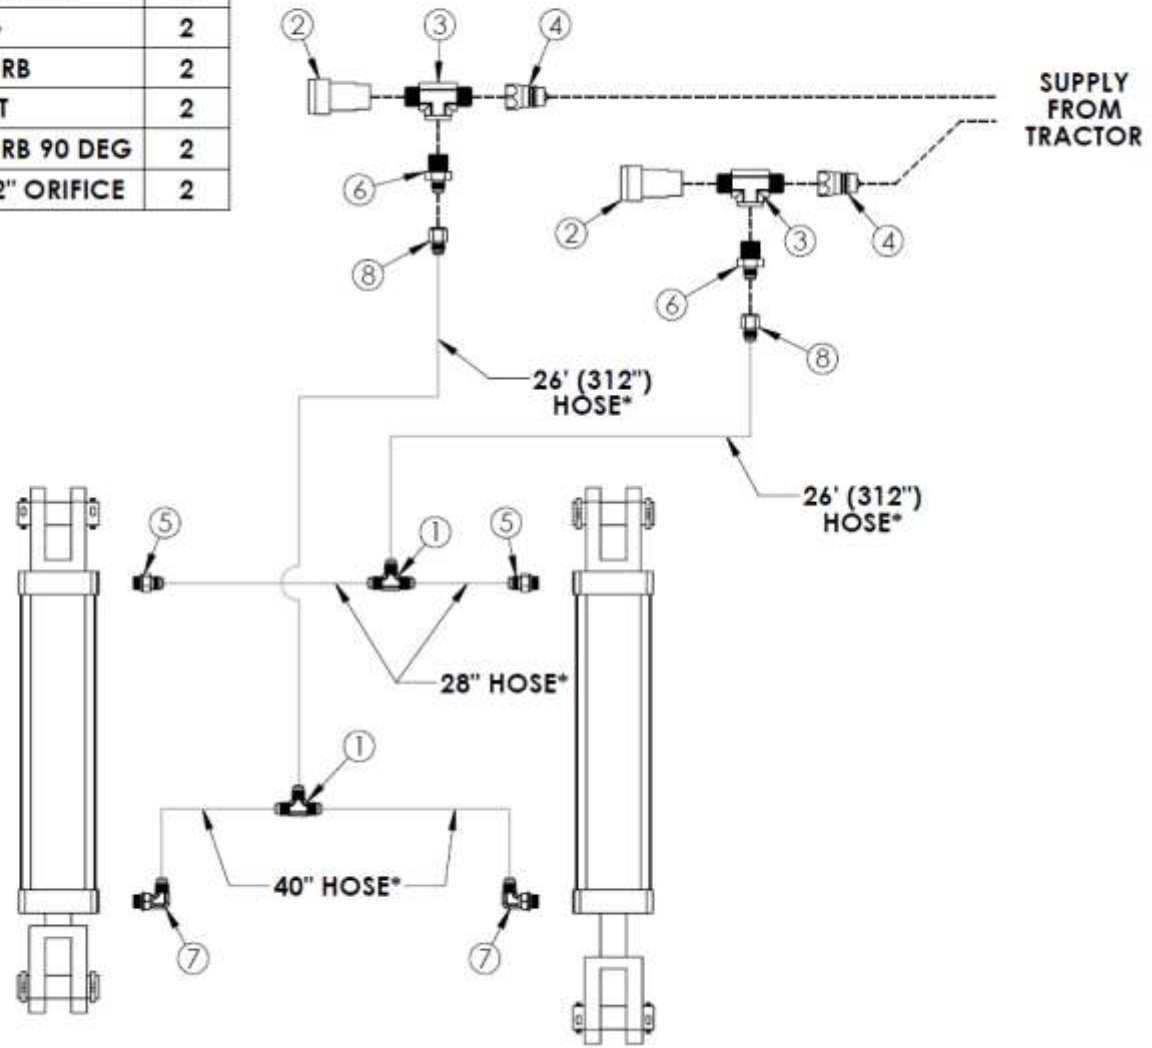 2
RB 2
T 2
RB 90 DEG 2
2" ORIFICE 2
2 3 4
SUPPLY
FROM
TRACTOR
6
2 3 4
8
6
8
26' (312")
HOSE*
26' (312")
HOSE*
5 1 5
28" HOSE*
1
40" HOSE*
7 7